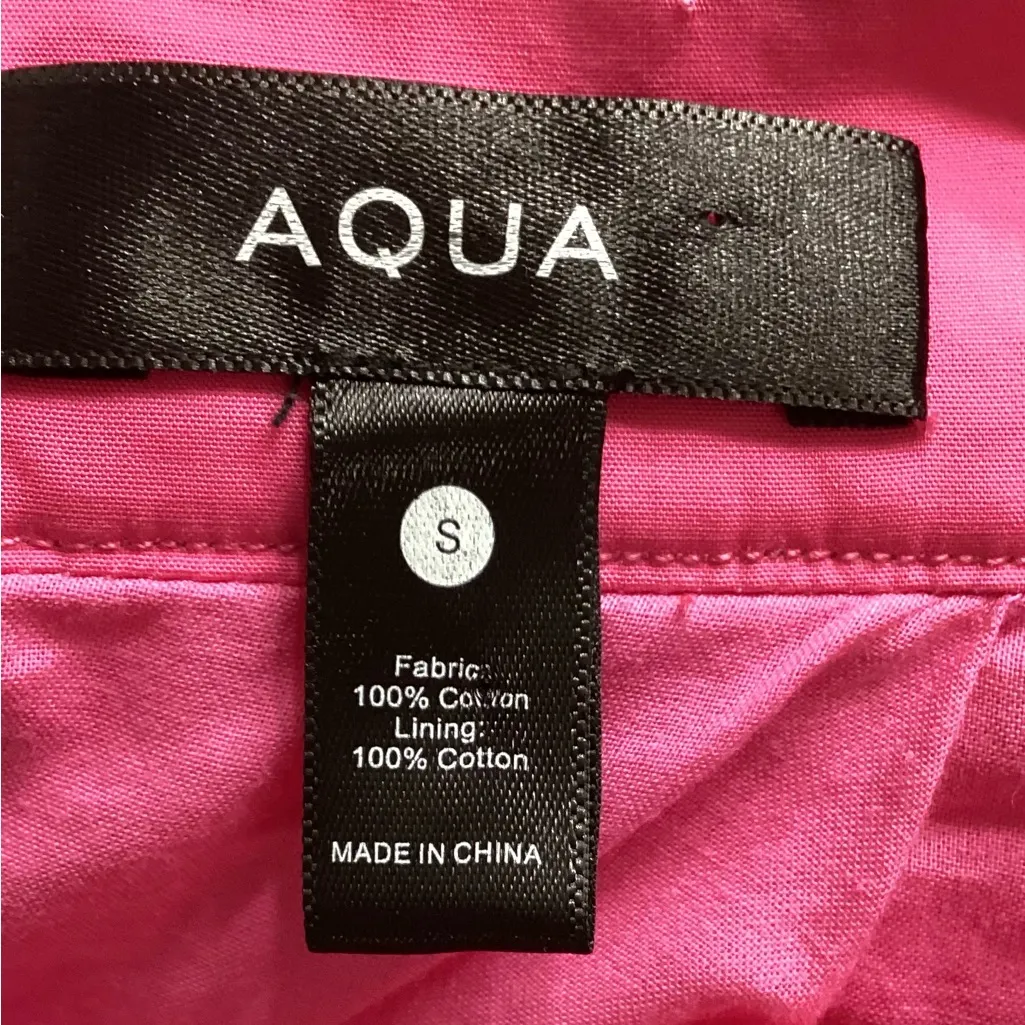 AQUA
S
Fabric:
100% Cotton
Lining:
100% Cotton
MADE IN CHINA